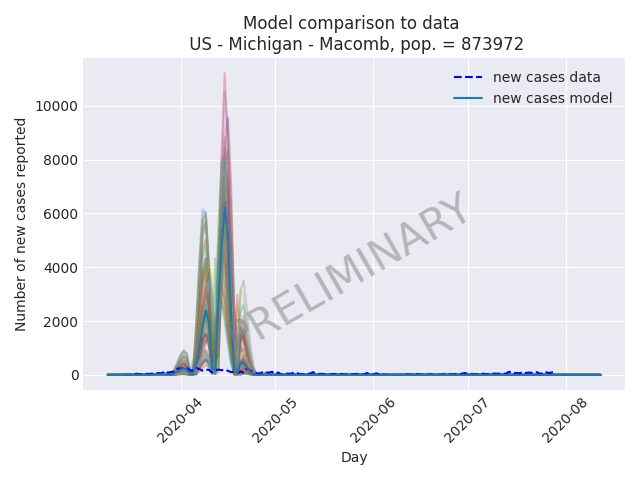 Model comparison to data
US - Michigan - Macomb, pop. = 873972
new cases data
new cases model
PRELIMINARY
Number of new cases reported
10000
8000
6000
4000
2000
0
2020-04
2020-05
2020-06
2020-07
2020-08
Day